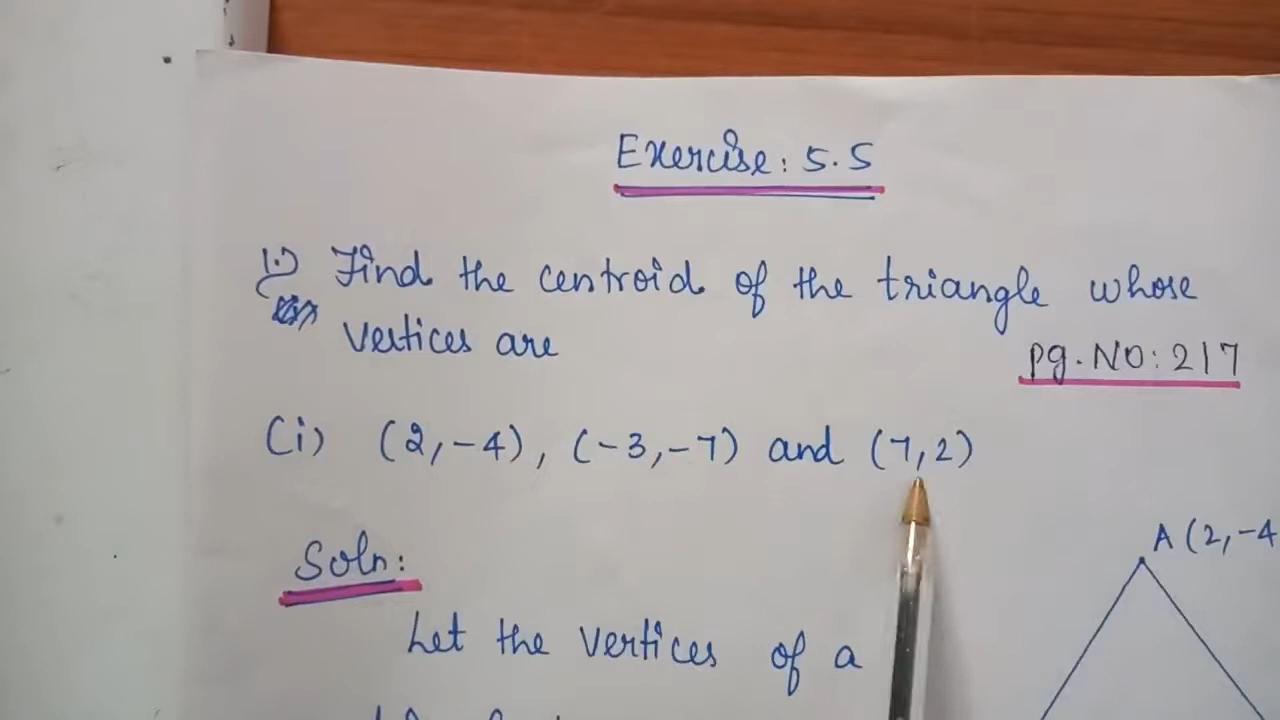 Exercise: 5.5
1.) Find the centroid of the triangle whose
vertices are
pg. NO: 217
(i) (2,-4), (-3,-7) and (7,2)
Soln:
A (2,-4
Let the vertices of a